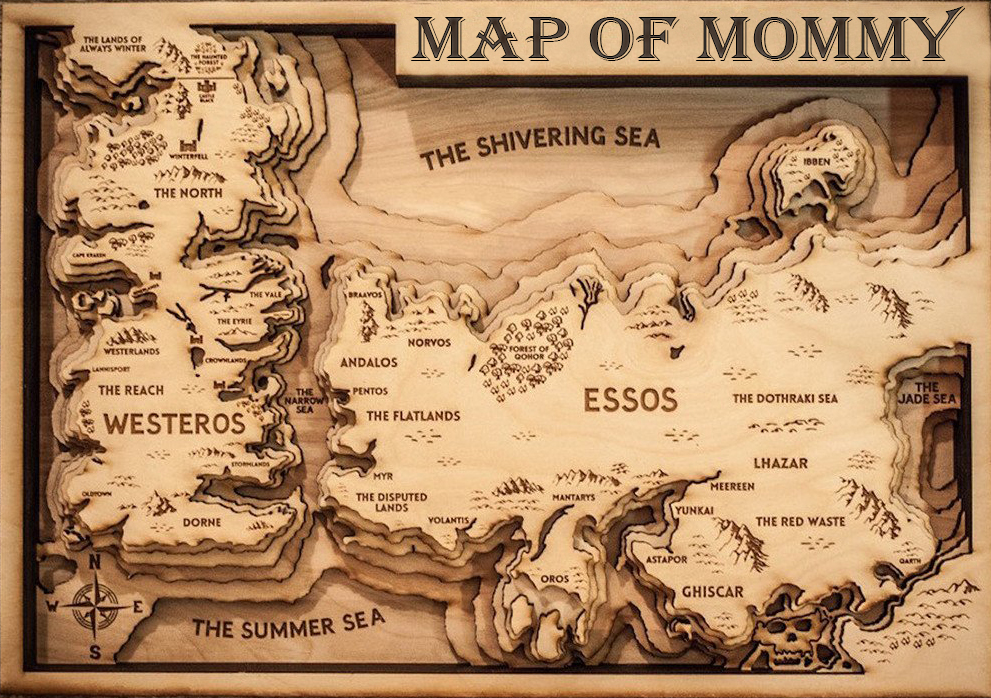 MAP OF MOMMY
THE LANDS OF
ALWAYS WINTER
THE HAUNTED
FOREST
CASTLE
BLACK
WINTERFELL
THE NORTH
THE SHIVERING SEA
IBBEN
CAPE KRAKEN
THE VALE
THE EYRIE
WESTERLANDS
CROWNLANDS
LANNISPORT
THE REACH
WESTEROS
STORMLANDS
OLDTOWN
DORNE
THE
NARROW
SEA
BRAAVOS
NORVOS
ANDALOS
FOREST OF
QOHOR
PENTOS
THE FLATLANDS
ESSOS
THE DOTHRAKI SEA
THE
JADE SEA
MYR
THE DISPUTED
LANDS
VOLANTIS
MANTARYS
LHAZAR
MEEREEN
YUNKAI
THE RED WASTE
ASTAPOR
QARTH
OROS
GHISCAR
N
W E
S
THE SUMMER SEA